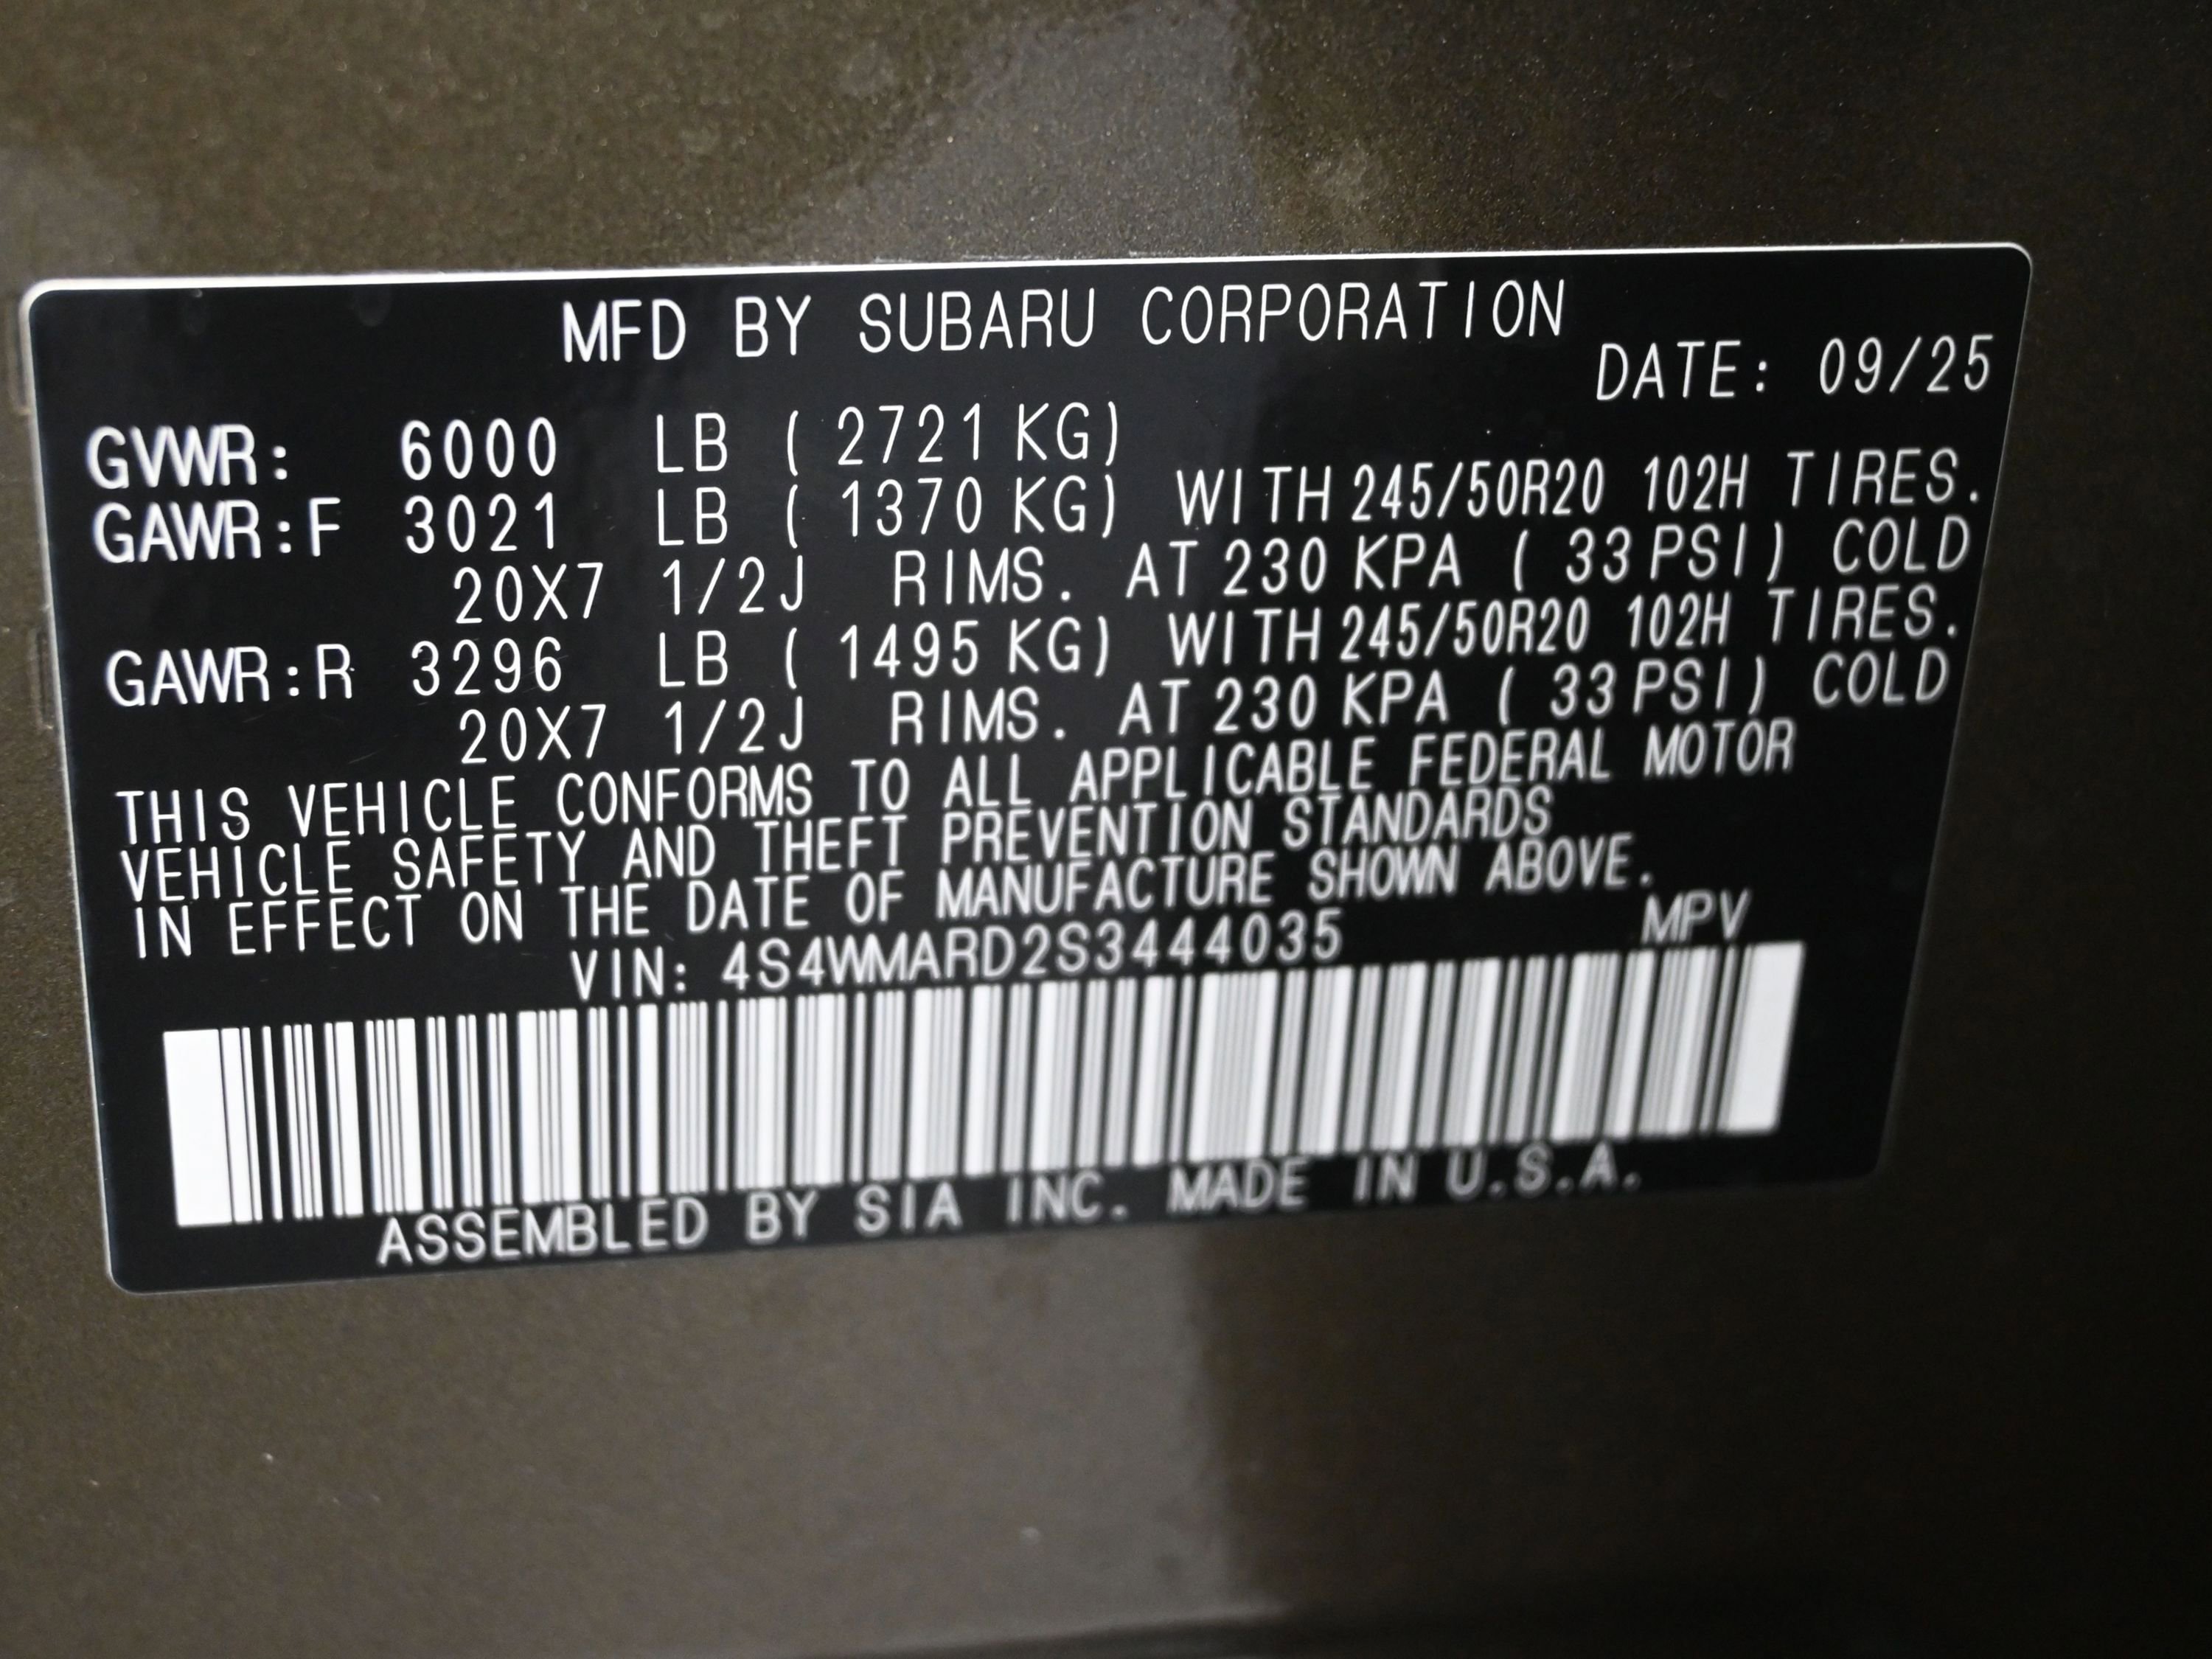 MFD BY SUBARU CORPORATION
DATE: 09/25
GVWR: 6000 LB ( 2721 KG)
GAWR:F 3021 LB ( 1370 KG) WITH 245/50R20 102H TIRES.
20X7 1/2J RIMS. AT 230 KPA ( 33 PSI) COLD
GAWR:R 3296 LB ( 1495 KG) WITH 245/50R20 102H TIRES.
20X7 1/2J RIMS. AT 230 KPA ( 33 PSI) COLD
THIS VEHICLE CONFORMS TO ALL APPLICABLE FEDERAL MOTOR
VEHICLE SAFETY AND THEFT PREVENTION STANDARDS
IN EFFECT ON THE DATE OF MANUFACTURE SHOWN ABOVE.
VIN: 4S4WMARD2S3444035 MPV
ASSEMBLED BY SIA INC. MADE IN U.S.A.